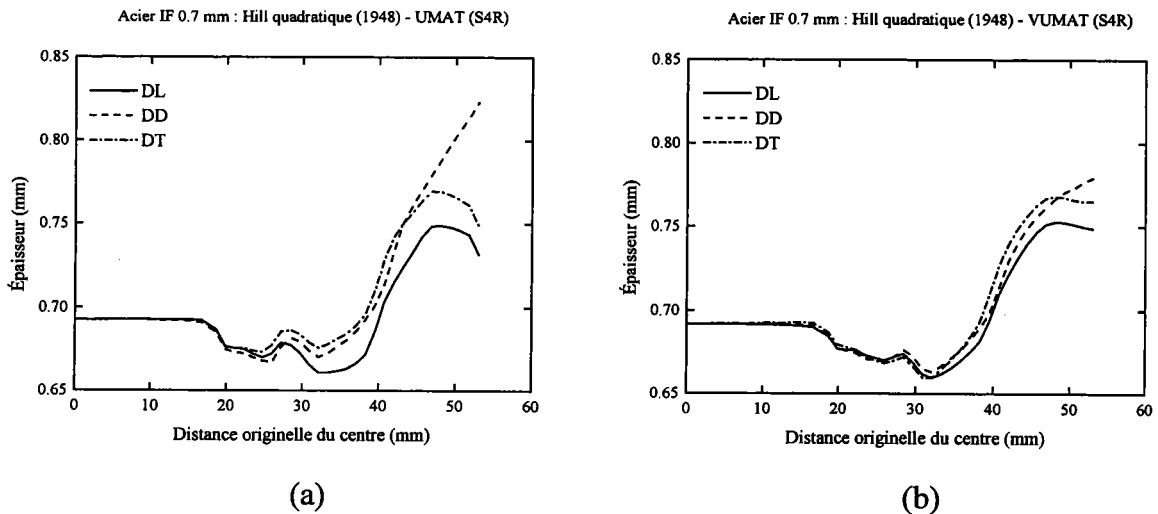 Acier IF 0.7 mm : Hill quadratique (1948) - UMAT (S4R)
0.85
0.80
0.75
0.70
0.65
Épaisseur (mm)
DL
DD
DT
0 10 20 30 40 50 60
Distance originelle du centre (mm)
(a)
Acier IF 0.7 mm : Hill quadratique (1948) - VUMAT (S4R)
0.85
0.80
0.75
0.70
0.65
Épaisseur (mm)
DL
DD
DT
0 10 20 30 40 50 60
Distance originelle du centre (mm)
(b)